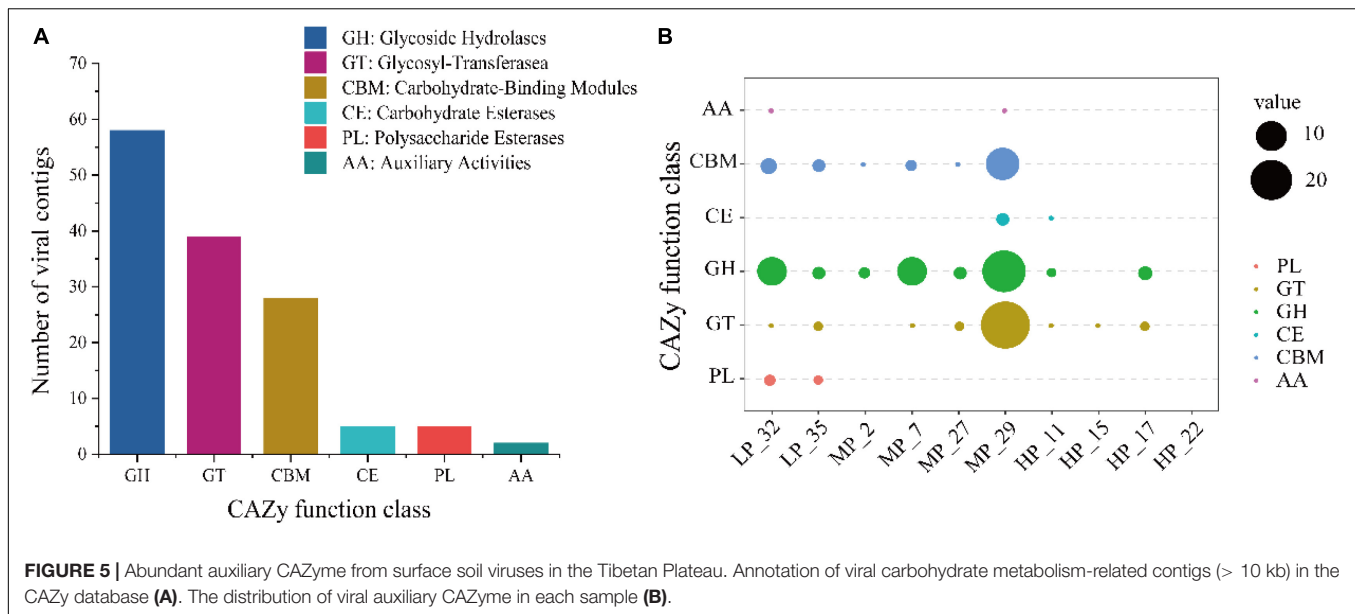 A
GH: Glycoside Hydrolases
GT: Glycosyl-Transferasea
CBM: Carbohydrate-Binding Modules
CE: Carbohydrate Esterases
PL: Polysaccharide Esterases
AA: Auxiliary Activities
Number of viral contigs
70
60
50
40
30
20
10
0
GH GT CBM CE PL AA
CAZy function class
B
CAZy function class
AA
CBM
CE
GH
GT
PL
LP_32 LP_35 MP_2 MP_7 MP_27 MP_29 HP_11 HP_15 HP_17 HP_22
value
10
20
PL
GT
GH
CE
CBM
AA
FIGURE 5 | Abundant auxiliary CAZyme from surface soil viruses in the Tibetan Plateau. Annotation of viral carbohydrate metabolism-related contigs (> 10 kb) in the
CAZy database (A). The distribution of viral auxiliary CAZyme in each sample (B).